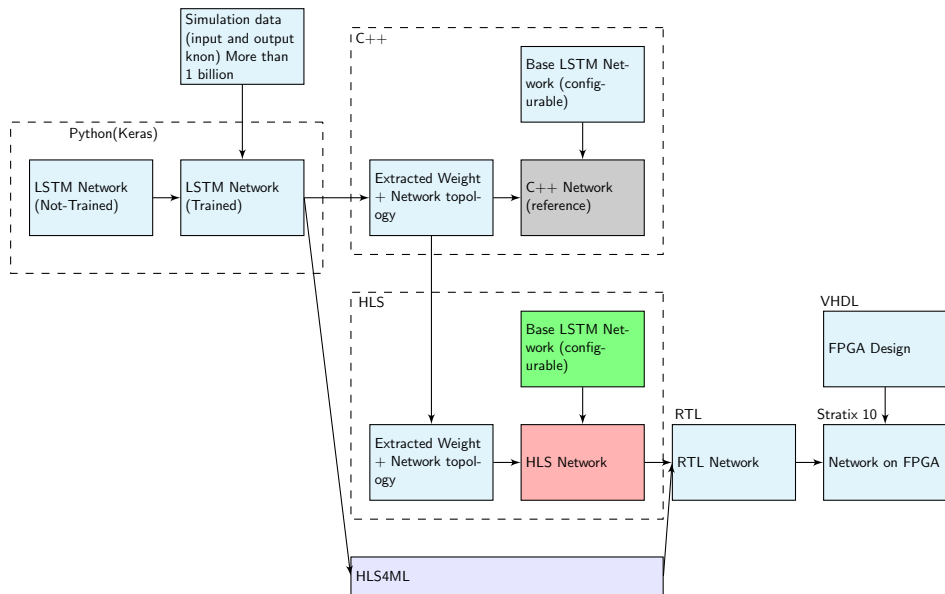 Simulation data
(input and output
knon) More than
1 billion
C++
Base LSTM Net-
work (config-
urable)
Python(Keras)
LSTM Network
(Not-Trained)
LSTM Network
(Trained)
Extracted Weight
+ Network topol-
ogy
C++ Network
(reference)
HLS
Base LSTM Net-
work (config-
urable)
VHDL
FPGA Design
Extracted Weight
+ Network topol-
ogy
HLS Network
RTL
RTL Network
Stratix 10
Network on FPGA
HLS4ML